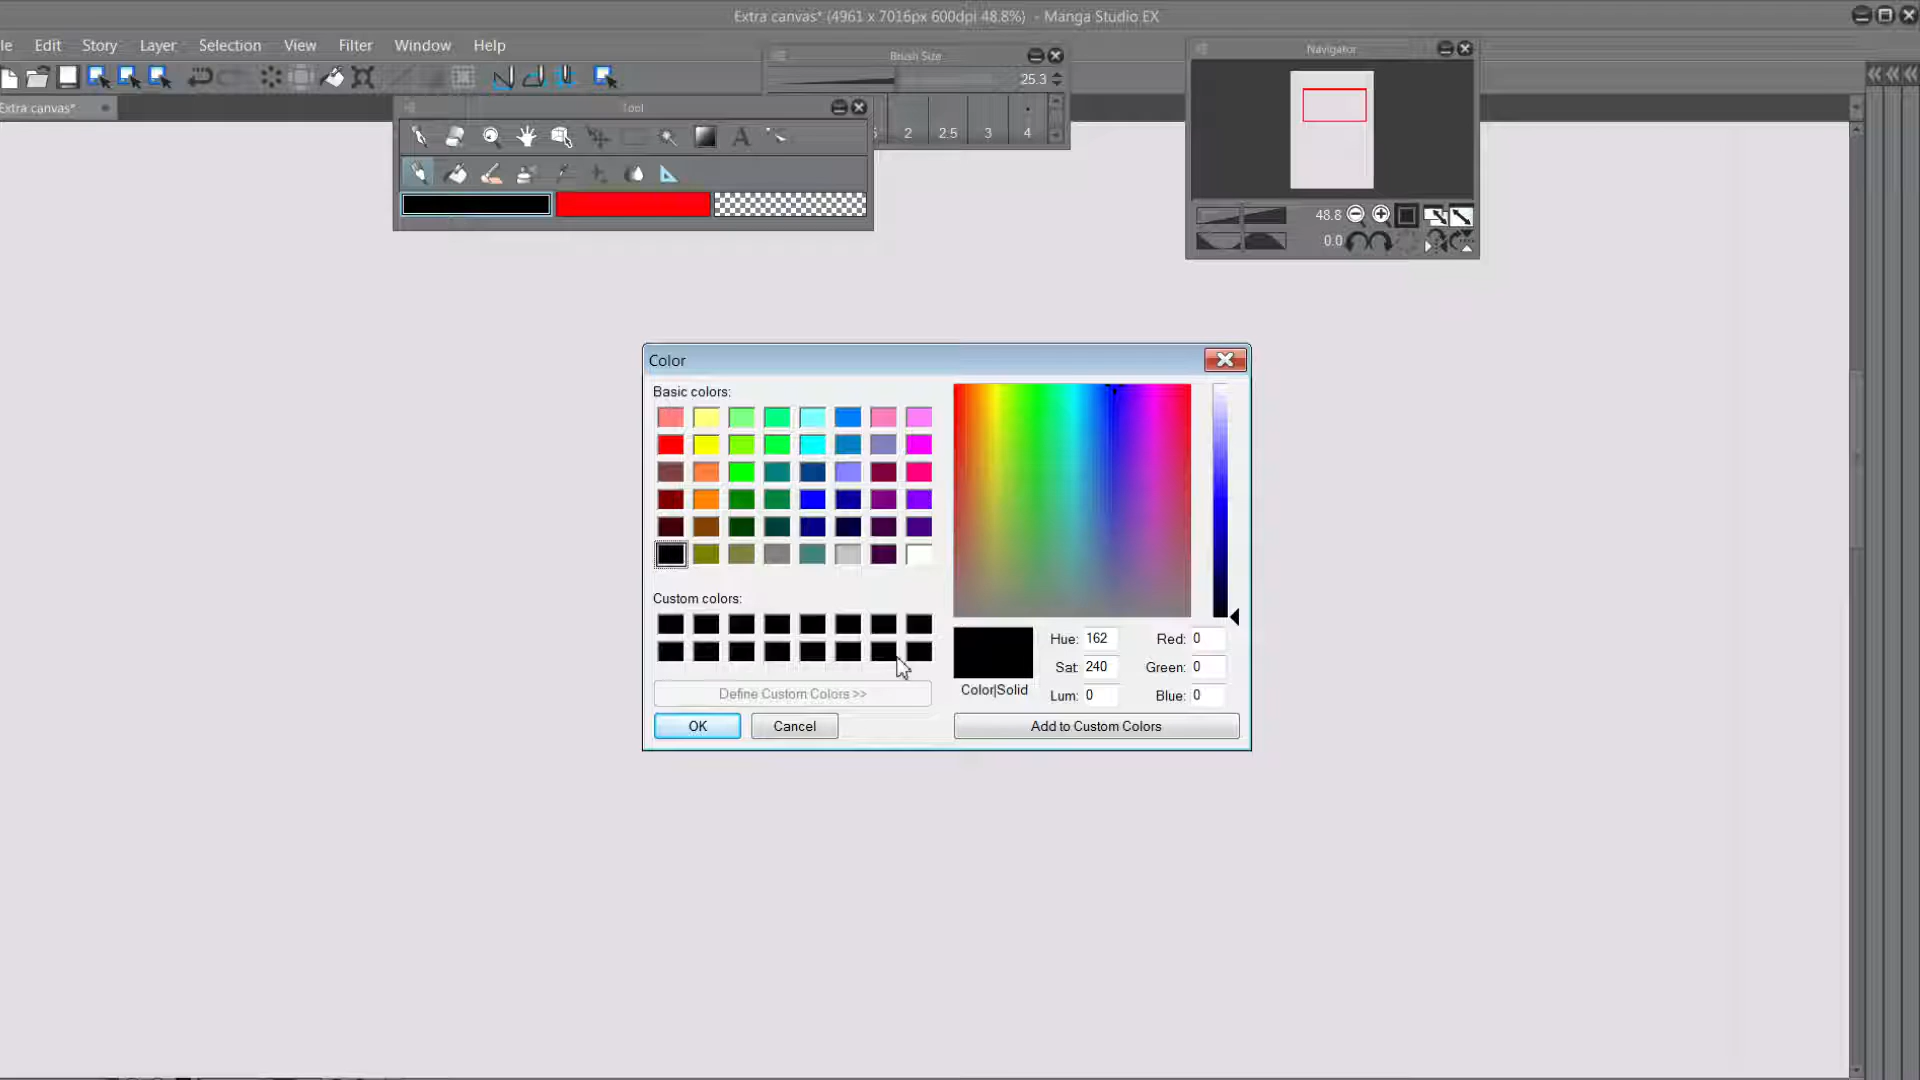 Extra canvas* (4961 x 7016px 600dpi 48.8%) - Manga Studio EX
le Edit Story Layer Selection View Filter Window Help
Brush Size
25.3
Navigator
Extra canvas*
Tool
2 2.5 3 4
A
48.8
0.0
Color
Basic colors:
Custom colors:
Hue: 162 Red: 0
Sat: 240 Green: 0
Color|Solid
Lum: 0 Blue: 0
Define Custom Colors >>
OK Cancel Add to Custom Colors